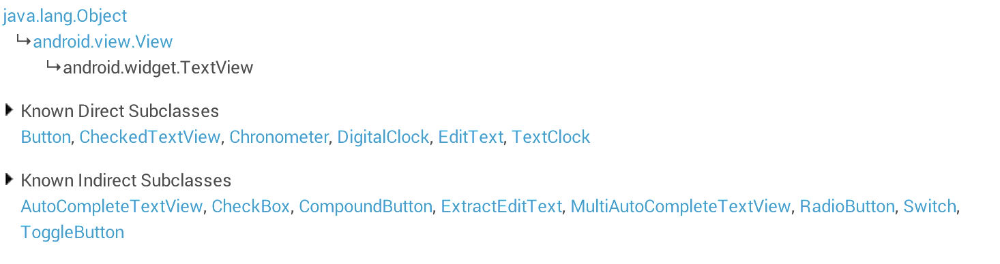 java.lang.Object
↳android.view.View
↳android.widget.TextView
Known Direct Subclasses
Button, CheckedTextView, Chronometer, DigitalClock, EditText, TextClock
Known Indirect Subclasses
AutoCompleteTextView, CheckBox, CompoundButton, ExtractEditText, MultiAutoCompleteTextView, RadioButton, Switch,
ToggleButton